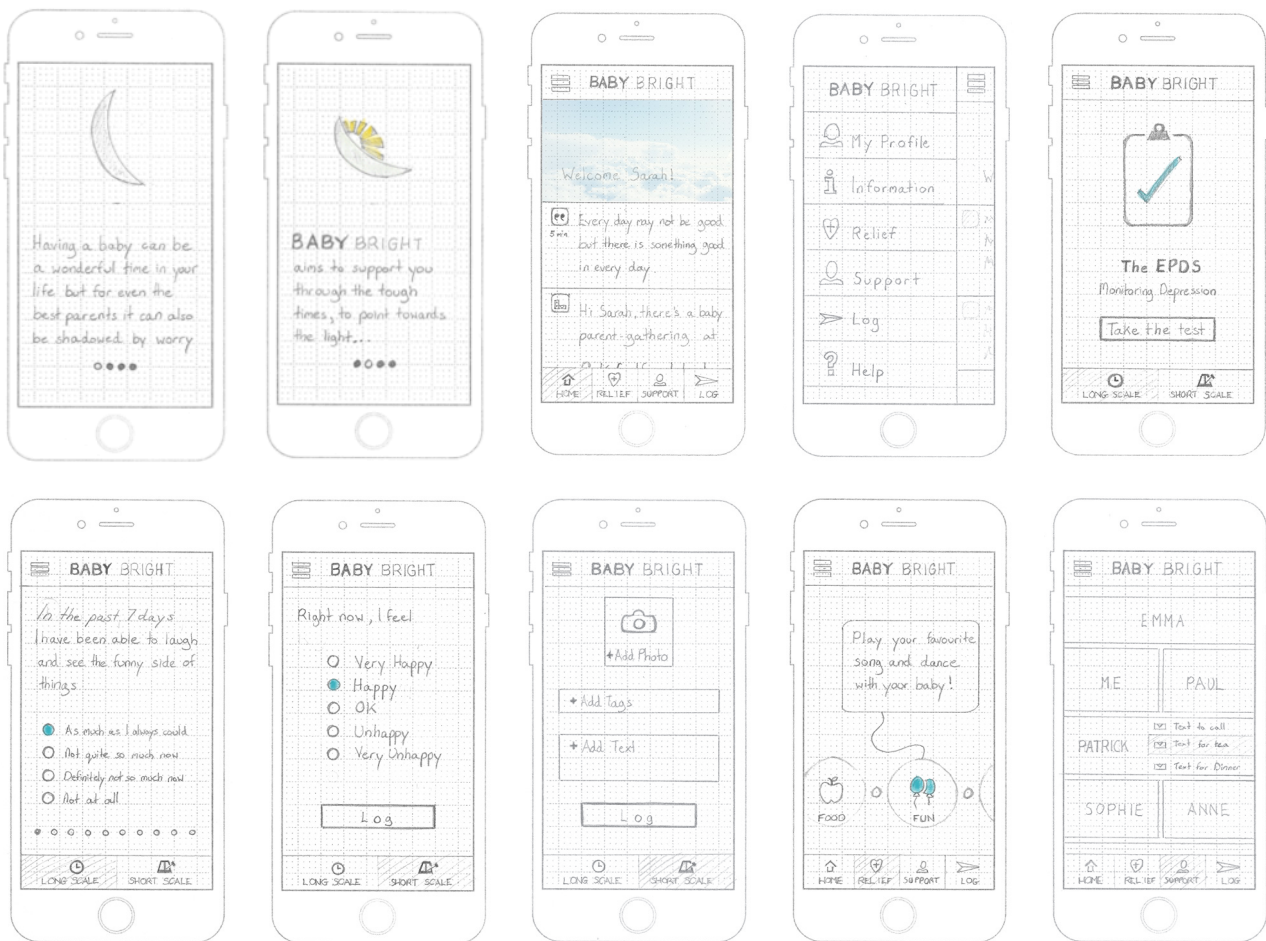 Having a baby can be
a wonderful time in your
life but for even the
best parents it can also
be shadowed by worry
BABY BRIGHT
aims to support you
through the tough
times, to point towards
the light...
BABY BRIGHT
Welcome Sarah!
5 min
Every day may not be good
but there is something good
in every day
Hi Sarah, there's a baby
parent-gathering at
HOME RELIEF SUPPORT LOG
BABY BRIGHT
My Profile
Information
Relief
Support
Log
Help
W
BABY BRIGHT
The EPDS
Monitoring Depression
Take the test
LONG SCALE SHORT SCALE
BABY BRIGHT
In the past 7 days
I have been able to laugh
and see the funny side of
things
As much as I always could
Not quite so much now
Definitely not so much now
Not at all
LONG SCALE SHORT SCALE
BABY BRIGHT
Right now, I feel
Very Happy
Happy
OK
Unhappy
Very Unhappy
Log
LONG SCALE SHORT SCALE
BABY BRIGHT
+Add Photo
+ Add Tags
+ Add Text
Log
LONG SCALE SHORT SCALE
BABY BRIGHT
Play your favourite
song and dance
with your baby!
FOOD
FUN
HOME RELIEF SUPPORT LOG
BABY BRIGHT
EMMA
M.E PAUL
PATRICK
Text to call
Text for tea
Text for Dinner
SOPHIE ANNE
HOME RELIEF SUPPORT LOG